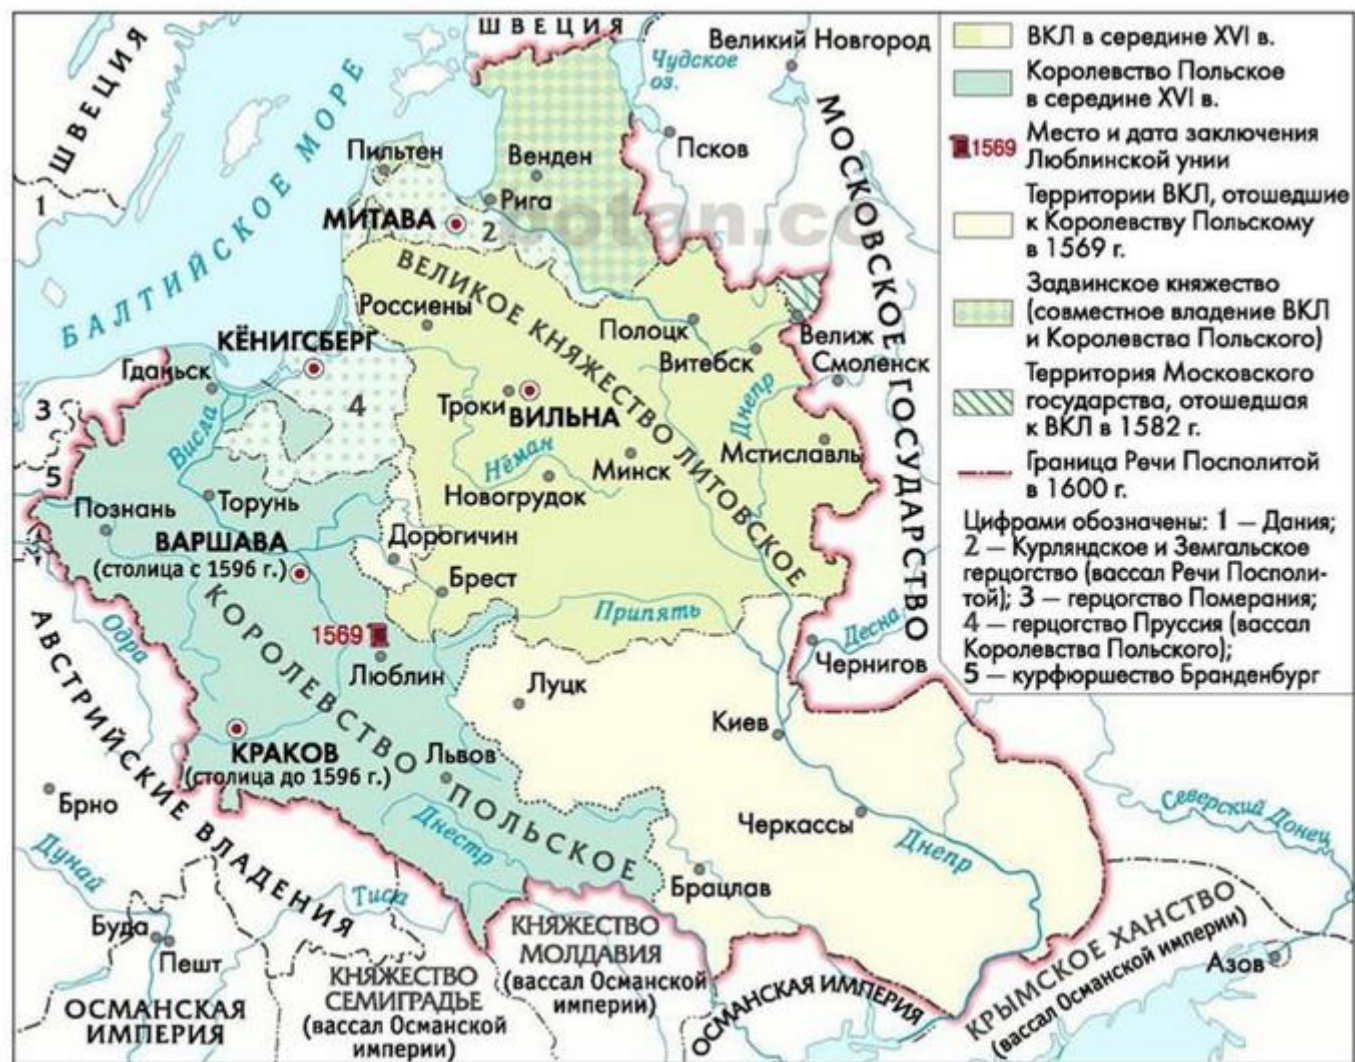 ШВЕЦИЯ
ШВЕЦИЯ
Великий Новгород
Чудское
оз.
Псков
БАЛТИЙСКОЕ МОРЕ
МОСКОВСКОЕ ГОСУДАРСТВО
Пильтен
Венден
Рига
МИТАВА
1
2
botan.cc
ВЕЛИКОЕ КНЯЖЕСТВО ЛИТОВСКОЕ
Россиены
Полоцк
Витебск
Велиж
Смоленск
КЁНИГСБЕРГ
Гданьск
3
4
5
Троки
ВИЛЬНА
Днепр
Висла
Нёман
Минск
Мстиславль
Новогрудок
Познань
Торунь
ВАРШАВА
(столица с 1596 г.)
Дорогичин
Брест
Припять
Десна
Чернигов
Одра
АВСТРИЙСКИЕ ВЛАДЕНИЯ
КОРОЛЕВСТВО ПОЛЬСКОЕ
1569
Люблин
Луцк
Киев
КРАКОВ
(столица до 1596 г.)
Львов
Брно
Черкассы
Днепр
Северский Донец
Днестр
Дунай
Тиса
Брацлав
Буда
Пешт
КНЯЖЕСТВО
МОЛДАВИЯ
(вассал Османской
империи)
КНЯЖЕСТВО
СЕМИГРАДЬЕ
(вассал Османской
империи)
ОСМАНСКАЯ
ИМПЕРИЯ
ОСМАНСКАЯ ИМПЕРИЯ
КРЫМСКОЕ ХАНСТВО
(вассал Османской империи)
Азов
ВКЛ в середине XVI в.
Королевство Польское
в середине XVI в.
1569 Место и дата заключения
Люблинской унии
Территории ВКЛ, отошедшие
к Королевству Польскому
в 1569 г.
Задвинское княжество
(совместное владение ВКЛ
и Королевства Польского)
Территория Московского
государства, отошедшая
к ВКЛ в 1582 г.
Граница Речи Посполитой
в 1600 г.
Цифрами обозначены: 1 — Дания;
2 — Курляндское и Земгальское
герцогство (вассал Речи Посполи-
той); 3 — герцогство Померания;
4 — герцогство Пруссия (вассал
Королевства Польского);
5 — курфюршество Бранденбург